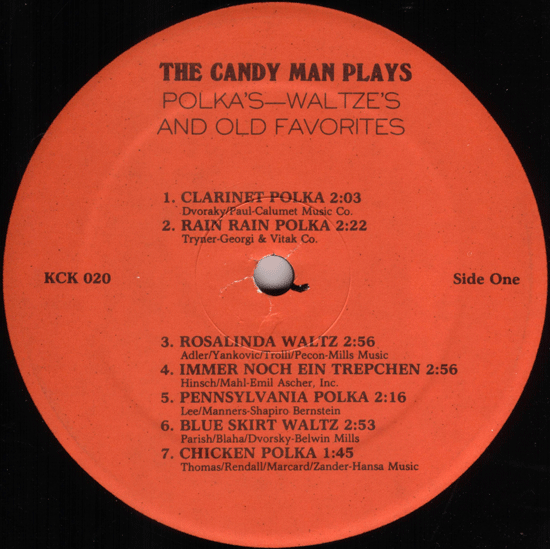 THE CANDY MAN PLAYS
POLKA'S—WALTZE'S
AND OLD FAVORITES
1. CLARINET POLKA 2:03
Dvoraky/Paul-Calumet Music Co.
2. RAIN RAIN POLKA 2:22
Tryner-Georgi & Vitak Co.
KCK 020
Side One
3. ROSALINDA WALTZ 2:56
Adler/Yankovic/Trolli/Pecon-Mills Music
4. IMMER NOCH EIN TREPCHEN 2:56
Hinsch/Mahl-Emil Ascher, Inc.
5. PENNSYLVANIA POLKA 2:16
Lee/Manners-Shapiro Bernstein
6. BLUE SKIRT WALTZ 2:53
Parish/Blaha/Dvorsky-Belwin Mills
7. CHICKEN POLKA 1:45
Thomas/Rendall/Marcard/Zander-Hansa Music